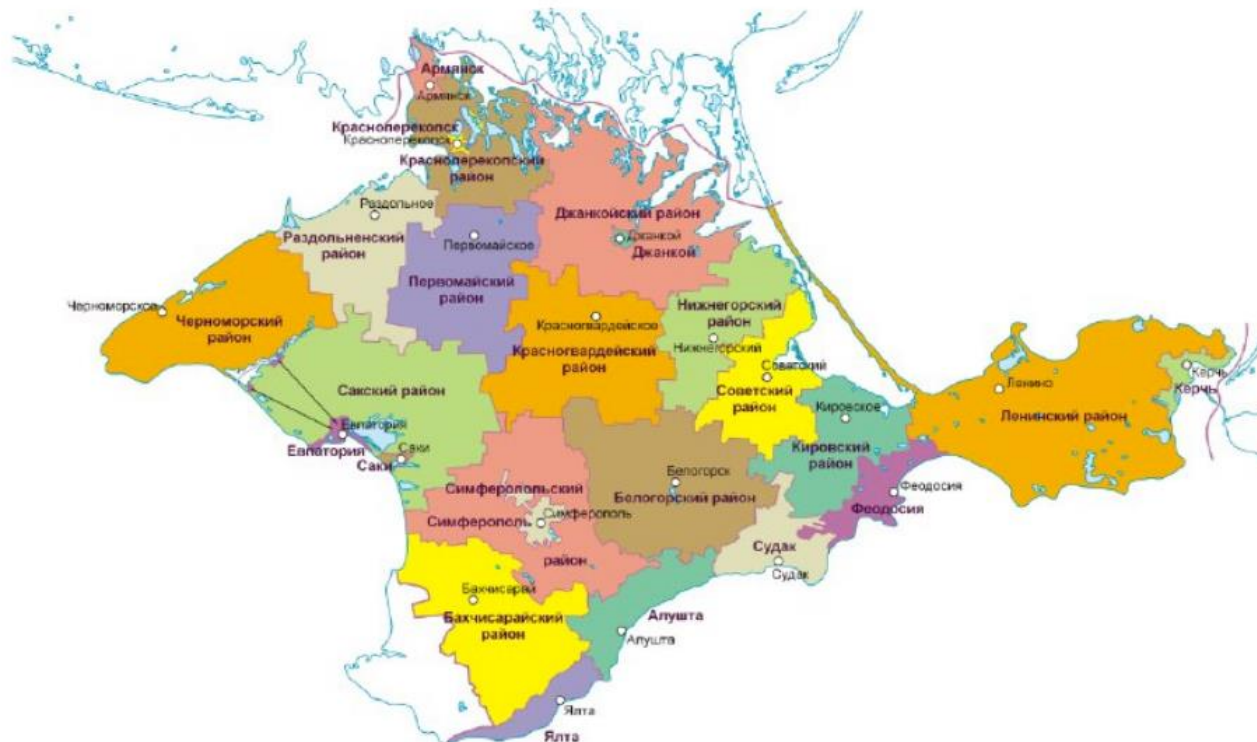 Армянск
Армянск
Красноперекопск
Красноперекопск
Красноперекопский
район
Раздольное
Раздольненский
район
Джанкойский район
Джанкой
Джанкой
Первомайское
Первомайский
район
Черноморское
Черноморский
район
Красногвардейское
Красногвардейский
район
Нижнегорский
район
Нижнегорский
Советский
Советский
район
Сакский район
Евпатория
Евпатория
Саки
Саки
Кировское
Кировский
район
Ленино
Ленинский район
Керчь
Керчь
Белогорск
Белогорский район
Симферопольский
Симферополь
Симферополь
район
Феодосия
Феодосия
Судак
Судак
Бахчисарай
Бахчисарайский
район
Алушта
Алушта
Ялта
Ялта